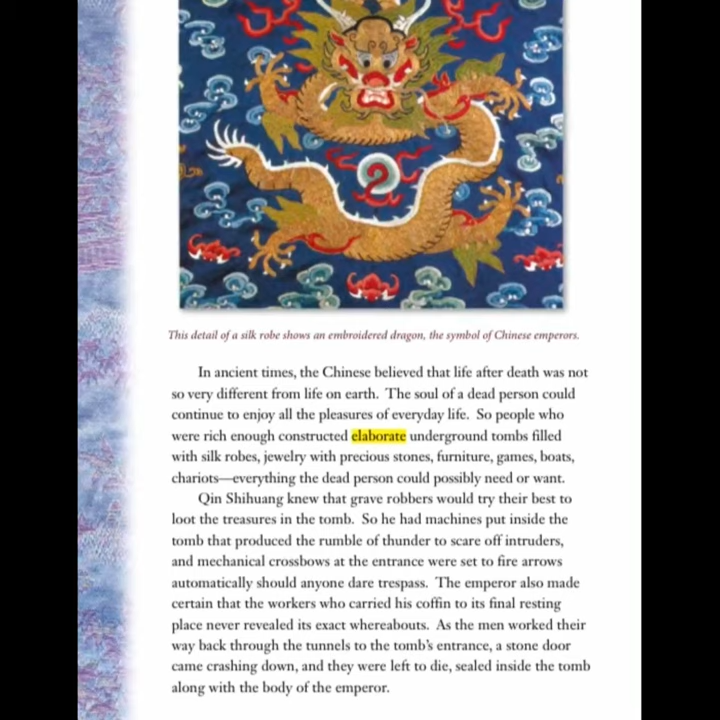 This detail of a silk robe shows an embroidered dragon, the symbol of Chinese emperors.
In ancient times, the Chinese believed that life after death was not
so very different from life on earth. The soul of a dead person could
continue to enjoy all the pleasures of everyday life. So people who
were rich enough constructed elaborate underground tombs filled
with silk robes, jewelry with precious stones, furniture, games, boats,
chariots—everything the dead person could possibly need or want.
Qin Shihuang knew that grave robbers would try their best to
loot the treasures in the tomb. So he had machines put inside the
tomb that produced the rumble of thunder to scare off intruders,
and mechanical crossbows at the entrance were set to fire arrows
automatically should anyone dare trespass. The emperor also made
certain that the workers who carried his coffin to its final resting
place never revealed its exact whereabouts. As the men worked their
way back through the tunnels to the tomb's entrance, a stone door
came crashing down, and they were left to die, sealed inside the tomb
along with the body of the emperor.